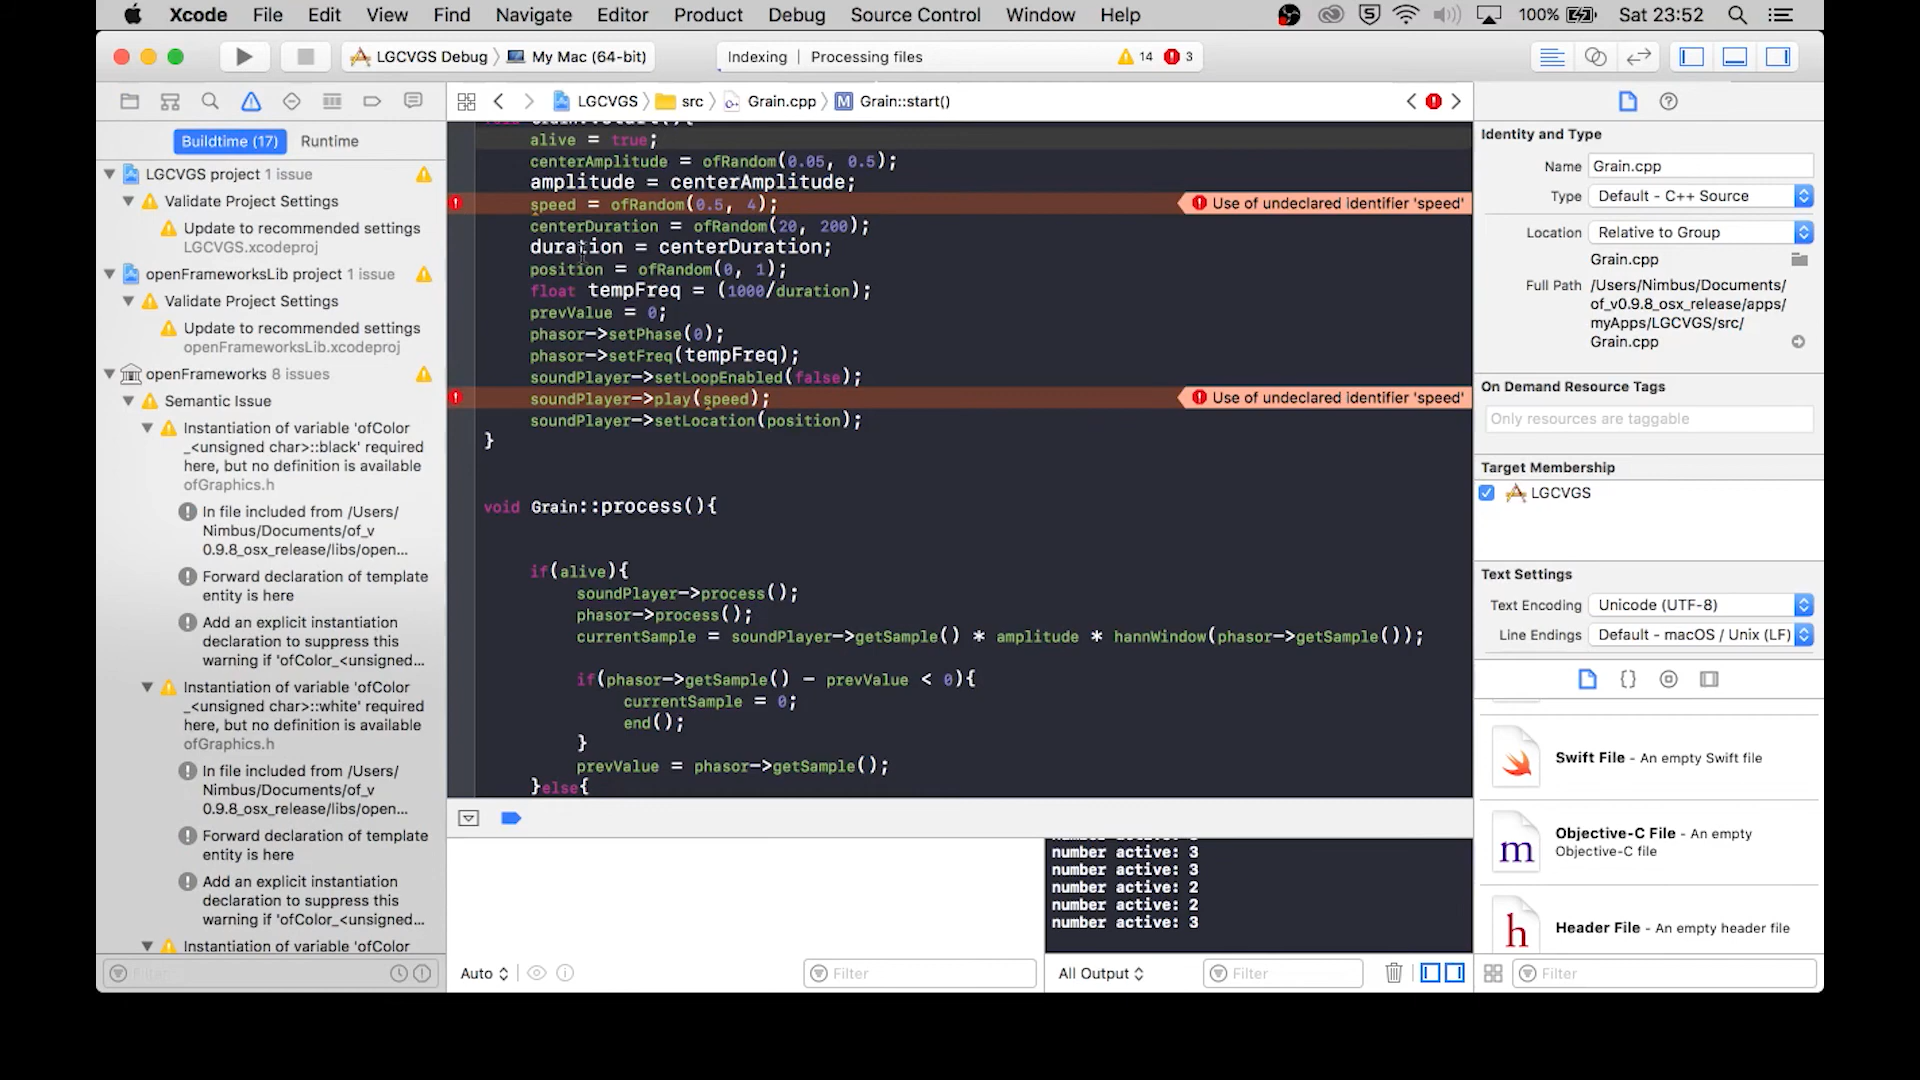 Xcode File Edit View Find Navigate Editor Product Debug Source Control Window Help 5 100% Sat 23:52
LGCVGS Debug My Mac (64-bit) Indexing | Processing files 14 3
LGCVGS src Grain.cpp M Grain::start()
Buildtime (17) Runtime
LGCVGS project 1 issue
Validate Project Settings
Update to recommended settings
LGCVGS.xcodeproj
openFrameworksLib project 1 issue
Validate Project Settings
Update to recommended settings
openFrameworksLib.xcodeproj
openFrameworks 8 issues
Semantic Issue
Instantiation of variable 'ofColor
_<unsigned char>::black' required
here, but no definition is available
ofGraphics.h
In file included from /Users/
Nimbus/Documents/of_v
0.9.8_osx_release/libs/open...
Forward declaration of template
entity is here
Add an explicit instantiation
declaration to suppress this
warning if 'ofColor_<unsigned...
Instantiation of variable 'ofColor
_<unsigned char>::white' required
here, but no definition is available
ofGraphics.h
In file included from /Users/
Nimbus/Documents/of_v
0.9.8_osx_release/libs/open...
Forward declaration of template
entity is here
Add an explicit instantiation
declaration to suppress this
warning if 'ofColor_<unsigned...
Instantiation of variable 'ofColor
Filter
alive = true;
centerAmplitude = ofRandom(0.05, 0.5);
amplitude = centerAmplitude;
speed = ofRandom(0.5, 4); Use of undeclared identifier 'speed'
centerDuration = ofRandom(20, 200);
duration = centerDuration;
position = ofRandom(0, 1);
float tempFreq = (1000/duration);
prevValue = 0;
phasor->setPhase(0);
phasor->setFreq(tempFreq);
soundPlayer->setLoopEnabled(false);
soundPlayer->play(speed); Use of undeclared identifier 'speed'
soundPlayer->setLocation(position);
}
void Grain::process(){
if(alive){
soundPlayer->process();
phasor->process();
currentSample = soundPlayer->getSample() * amplitude * hannWindow(phasor->getSample());
if(phasor->getSample() - prevValue < 0){
currentSample = 0;
end();
}
prevValue = phasor->getSample();
}else{
number active: 3
number active: 3
number active: 2
number active: 2
number active: 3
Auto Filter All Output Filter
Identity and Type
Name Grain.cpp
Type Default - C++ Source
Location Relative to Group
Grain.cpp
Full Path /Users/Nimbus/Documents/
of_v0.9.8_osx_release/apps/
myApps/LGCVGS/src/
Grain.cpp
On Demand Resource Tags
Only resources are taggable
Target Membership
LGCVGS
Text Settings
Text Encoding Unicode (UTF-8)
Line Endings Default - macOS / Unix (LF)
Swift File - An empty Swift file
m Objective-C File - An empty
Objective-C file
h Header File - An empty header file
Filter